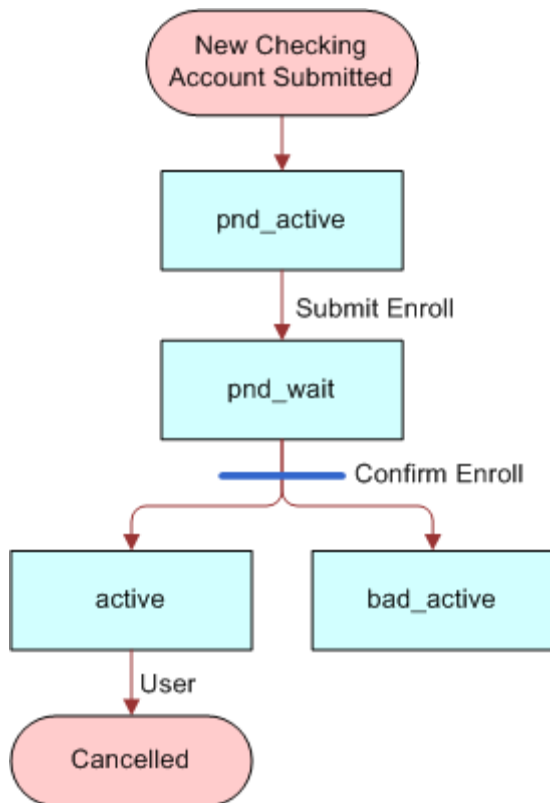 New Checking
Account Submitted
pnd_active
Submit Enroll
pnd_wait
Confirm Enroll
active
bad_active
User
Cancelled